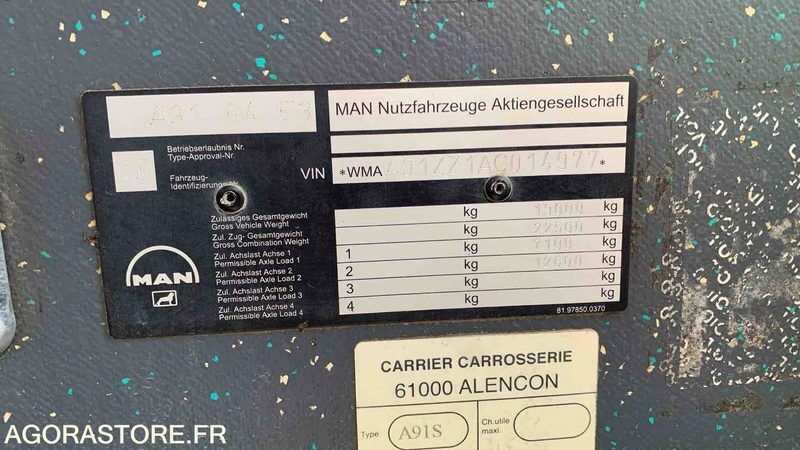 A91 64 E3
MAN Nutzfahrzeuge Aktiengesellschaft
Betriebserlaubnis Nr.
Type-Approval-Nr.
16
Fahrzeug-
Identifizierungs
VIN *WMA A91ZZ1AC014977*
Zulässiges Gesamtgewicht
Gross Vehicle Weight
kg 19000 kg
Zul. Zug- Gesamtgewicht
Gross Combination Weight
kg 22500 kg
Zul. Achslast Achse 1
Permissible Axle Load 1
1 kg 7100 kg
Zul. Achslast Achse 2
Permissible Axle Load 2
2 kg 12600 kg
Zul. Achslast Achse 3
Permissible Axle Load 3
3 kg kg
Zul. Achslast Achse 4
Permissible Axle Load 4
4 kg kg
MAN
81.97850.0370
CARRIER CARROSSERIE
61000 ALENCON
Type A91S
Ch.utile
maxi.
AGORASTORE.FR